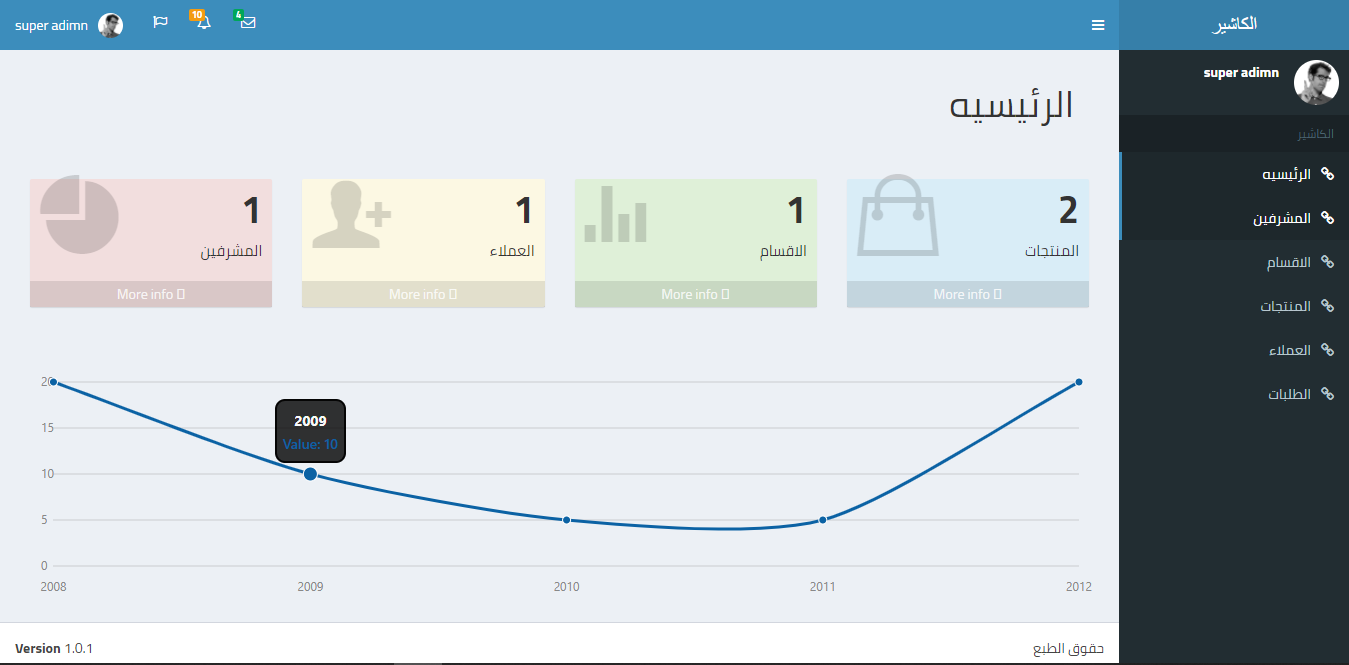 الكاشير
4
10
super adimn
super adimn
الكاشير
الرئيسيه
المشرفين
الاقسام
المنتجات
العملاء
الطلبات
الرئيسيه
2
المنتجات
More info
1
الاقسام
More info
1
العملاء
More info
1
المشرفين
More info
20
15
10
5
0
2009
Value: 10
2008 2009 2010 2011 2012
حقوق الطبع
Version 1.0.1